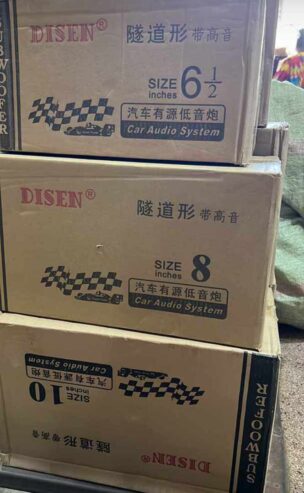 SUBWOOFER
DISEN®
隧道形 带高音
SIZE 6 1/2
inches
汽车有源低音炮
Car Audio System
DISEN®
隧道形 带高音
SIZE 8
inches
汽车有源低音炮
Car Audio System
SUBWOOFER
DISEN®
隧道形 带高音
SIZE 10
inches
汽车有源低音炮
Car Audio System